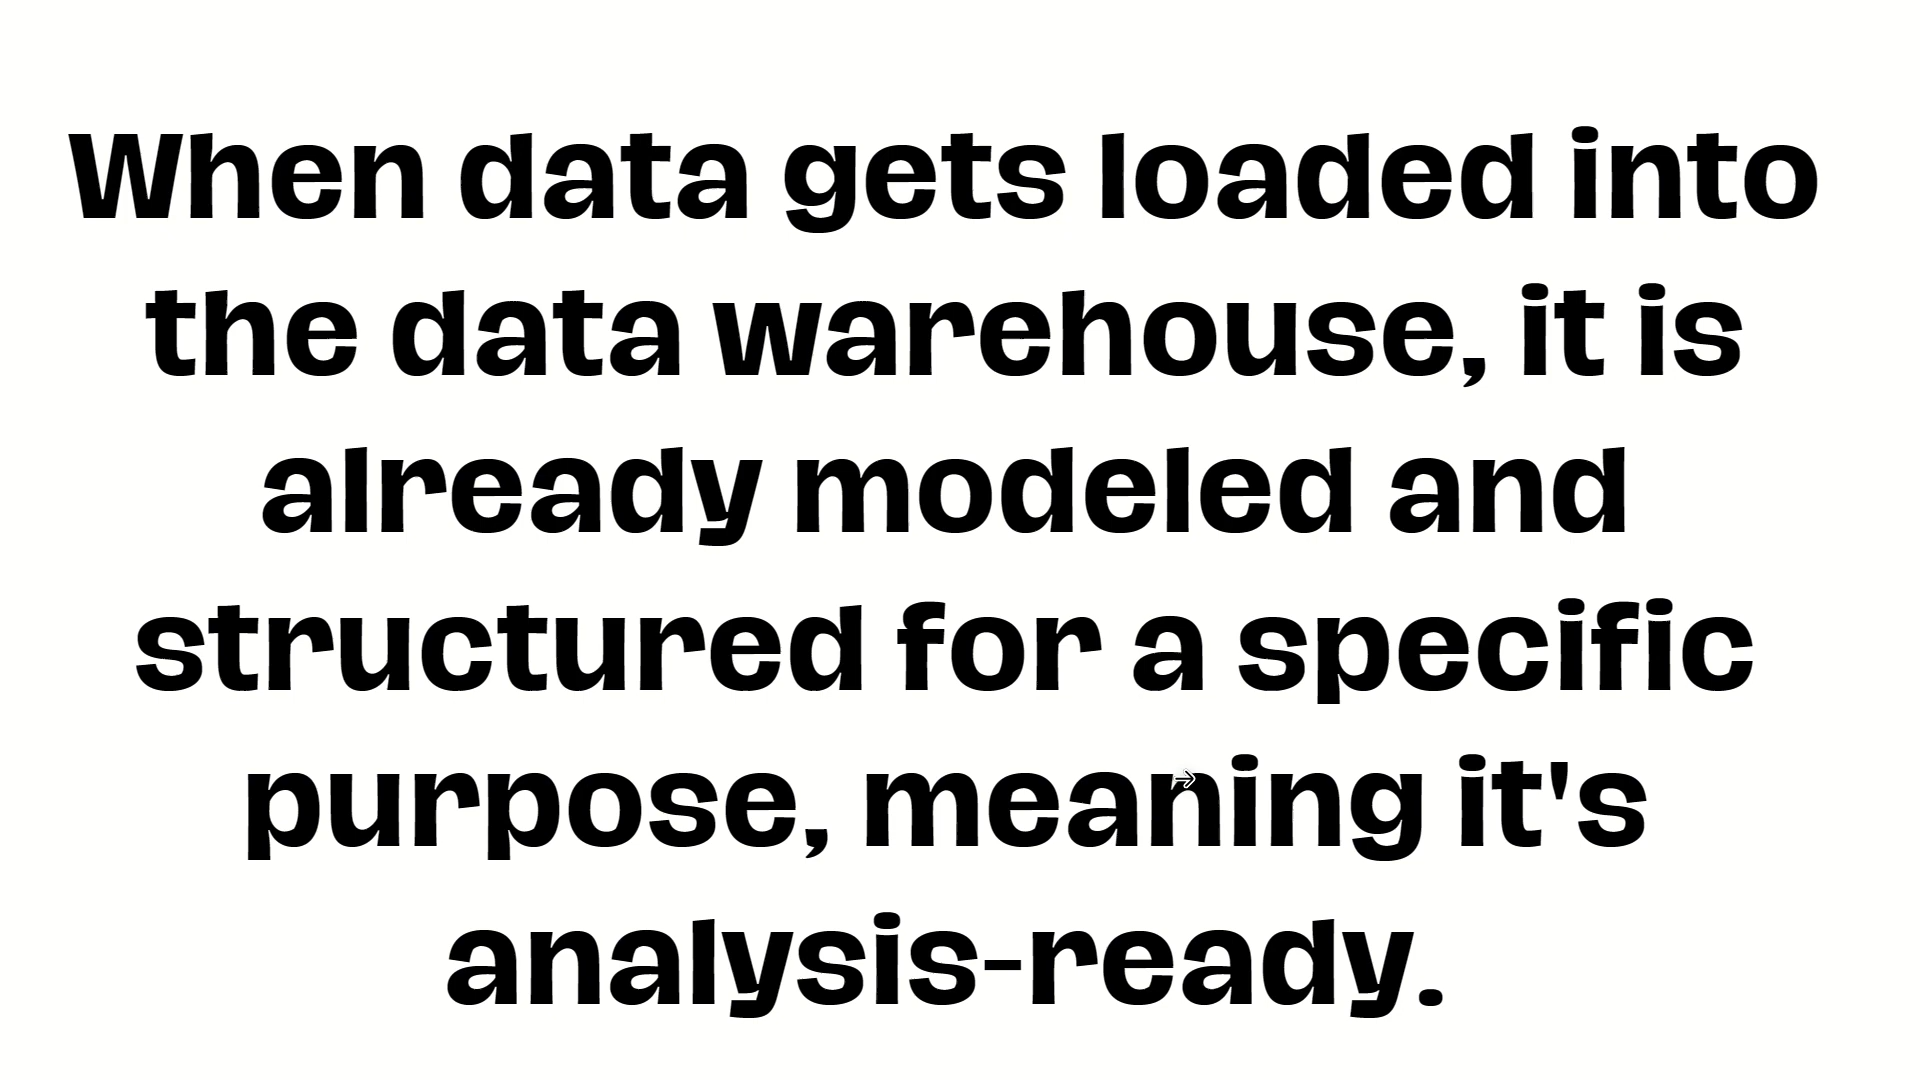 When data gets loaded into
the data warehouse, it is
already modeled and
structured for a specific
purpose, meaning it's
analysis-ready.